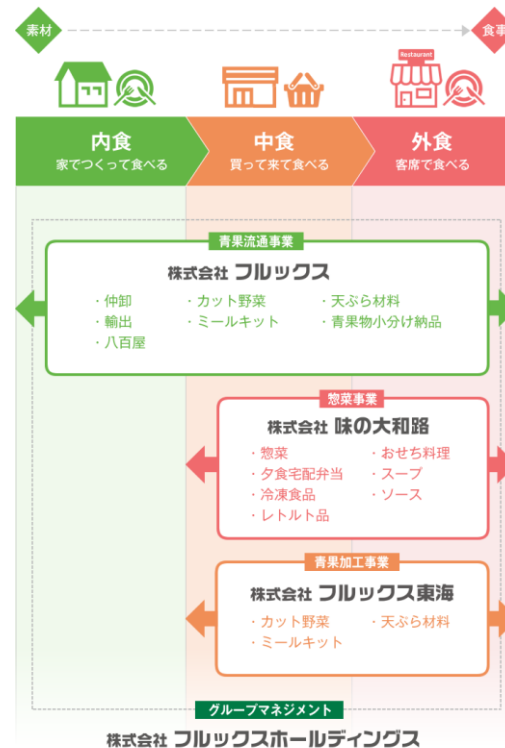 素材
食事
Restaurant
内食
家でつくって食べる
中食
買って来て食べる
外食
客席で食べる
青果流通事業
株式会社 フルックス
・仲卸
・輸出
・八百屋
・カット野菜
・ミールキット
・天ぷら材料
・青果物小分け納品
惣菜事業
株式会社 味の大和路
・惣菜
・夕食宅配弁当
・冷凍食品
・レトルト品
・おせち料理
・スープ
・ソース
青果加工事業
株式会社 フルックス東海
・カット野菜
・ミールキット
・天ぷら材料
グループマネジメント
株式会社 フルックスホールディングス